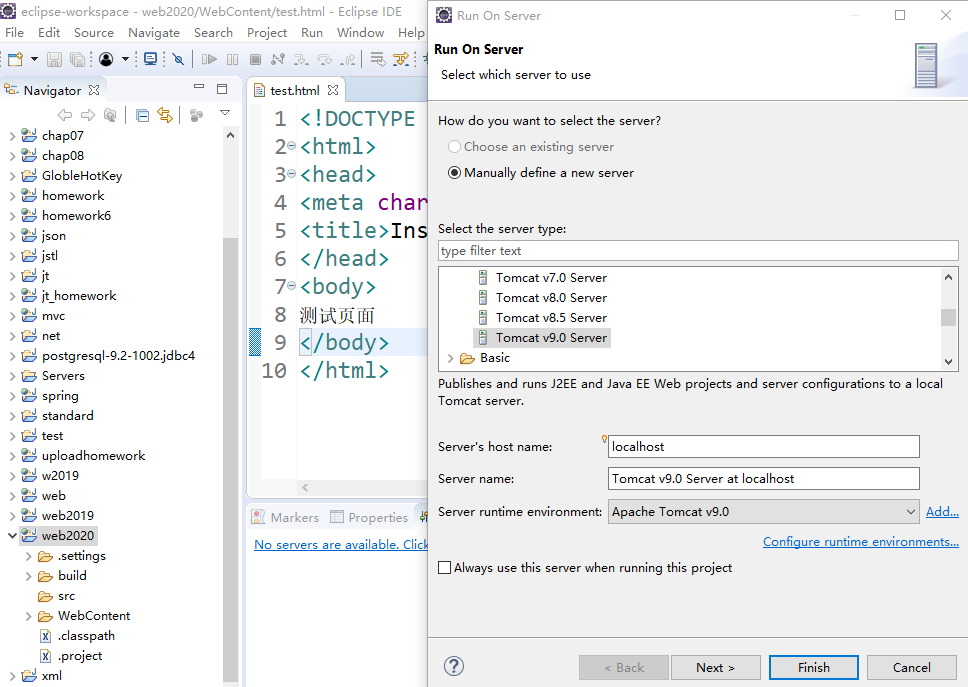 eclipse-workspace - web2020/WebContent/test.html - Eclipse IDE
File Edit Source Navigate Search Project Run Window Help
Navigator
chap07
chap08
GlobleHotKey
homework
homework6
json
jstl
jt
jt_homework
mvc
net
postgresql-9.2-1002.jdbc4
Servers
spring
standard
test
uploadhomework
w2019
web
web2019
web2020
.settings
build
src
WebContent
.classpath
.project
xml
test.html
1 <!DOCTYPE
2 <html>
3 <head>
4 <meta char
5 <title>Ins
6 </head>
7 <body>
8 测试页面
9 </body>
10 </html>
Markers Properties
No servers are available. Click
Run On Server
Run On Server
Select which server to use
How do you want to select the server?
Choose an existing server
Manually define a new server
Select the server type:
type filter text
Tomcat v7.0 Server
Tomcat v8.0 Server
Tomcat v8.5 Server
Tomcat v9.0 Server
Basic
Publishes and runs J2EE and Java EE Web projects and server configurations to a local
Tomcat server.
Server's host name: localhost
Server name: Tomcat v9.0 Server at localhost
Server runtime environment: Apache Tomcat v9.0 Add...
Configure runtime environments...
Always use this server when running this project
? < Back Next > Finish Cancel